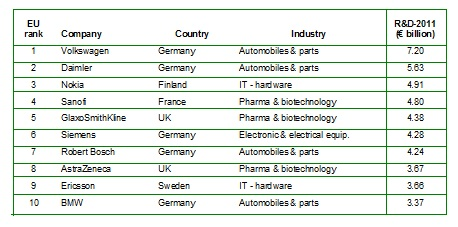 EU rank Company Country Industry R&D-2011 (€ billion)
1 Volkswagen Germany Automobiles & parts 7.20
2 Daimler Germany Automobiles & parts 5.63
3 Nokia Finland IT - hardware 4.91
4 Sanofi France Pharma & biotechnology 4.80
5 GlaxoSmithKline UK Pharma & biotechnology 4.38
6 Siemens Germany Electronic & electrical equip. 4.28
7 Robert Bosch Germany Automobiles & parts 4.24
8 AstraZeneca UK Pharma & biotechnology 3.67
9 Ericsson Sweden IT - hardware 3.66
10 BMW Germany Automobiles & parts 3.37